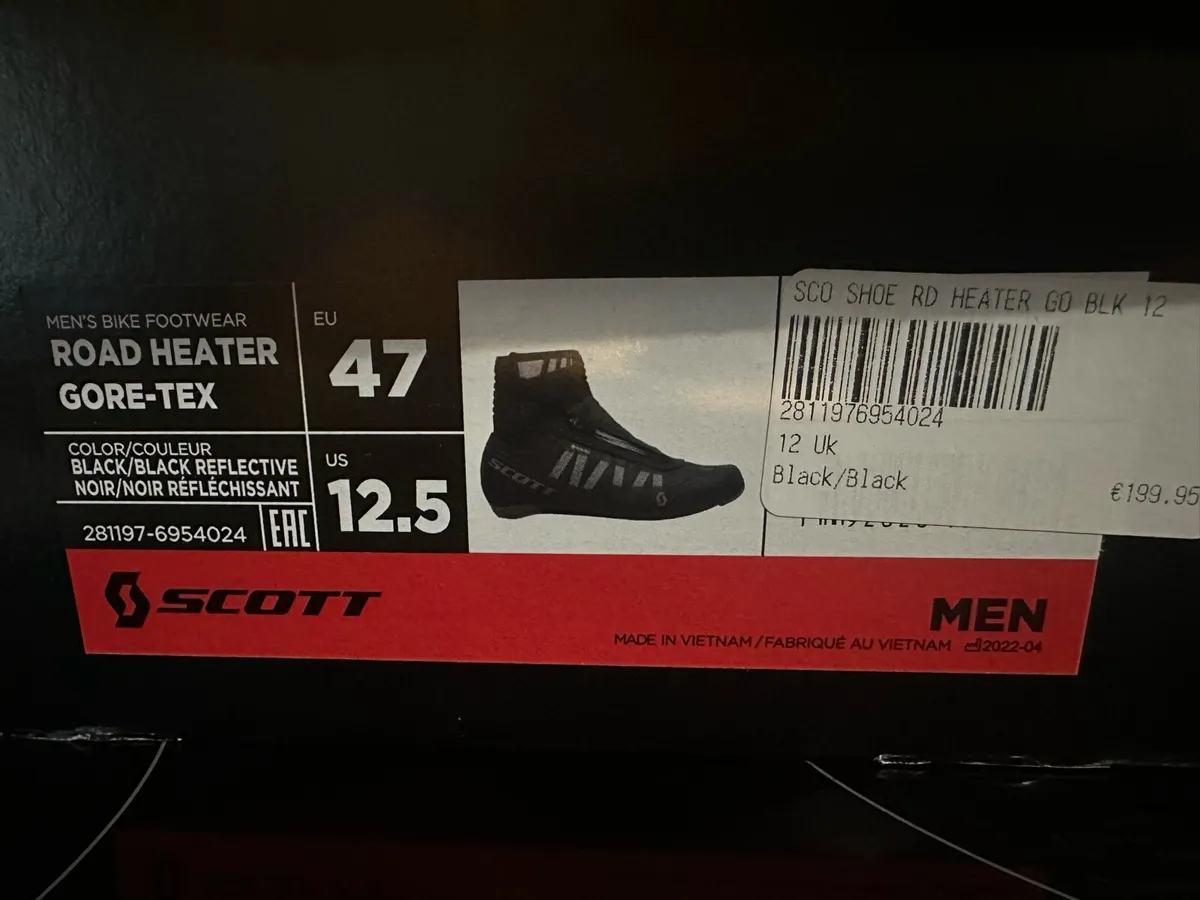 MEN'S BIKE FOOTWEAR
ROAD HEATER
GORE-TEX
EU
47
COLOR/COULEUR
BLACK/BLACK REFLECTIVE
NOIR/NOIR RÉFLÉCHISSANT
281197-6954024
EAC
US
12.5
SCOTT
SCO SHOE RD HEATER GO BLK 12
2811976954024
12 Uk
Black/Black
€199.95
SCOTT
MEN
MADE IN VIETNAM/FABRIQUÉ AU VIETNAM 2022-04